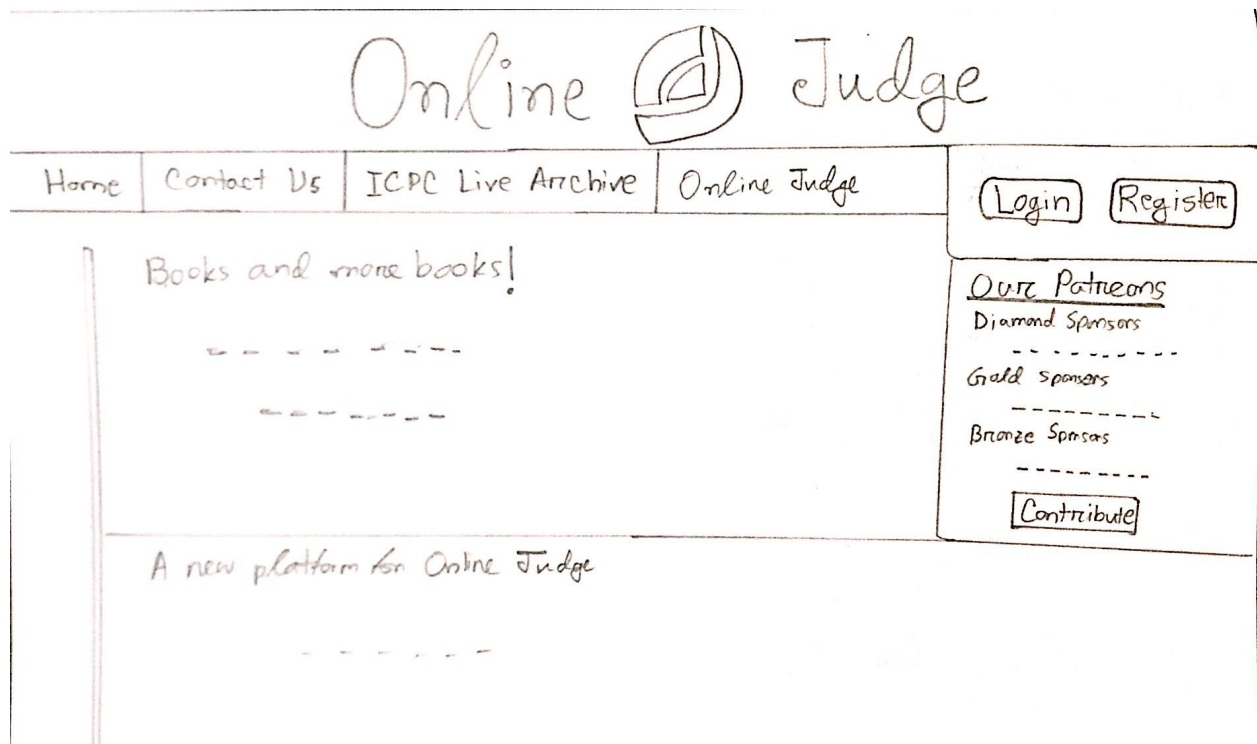 Online Judge
Home
Contact Us
ICPC Live Archive
Online Judge
Login
Register
Books and more books!
Our Patreons
Diamond Sponsors
Gold Sponsors
Bronze Sponsors
Contribute
A new platform for Online Judge